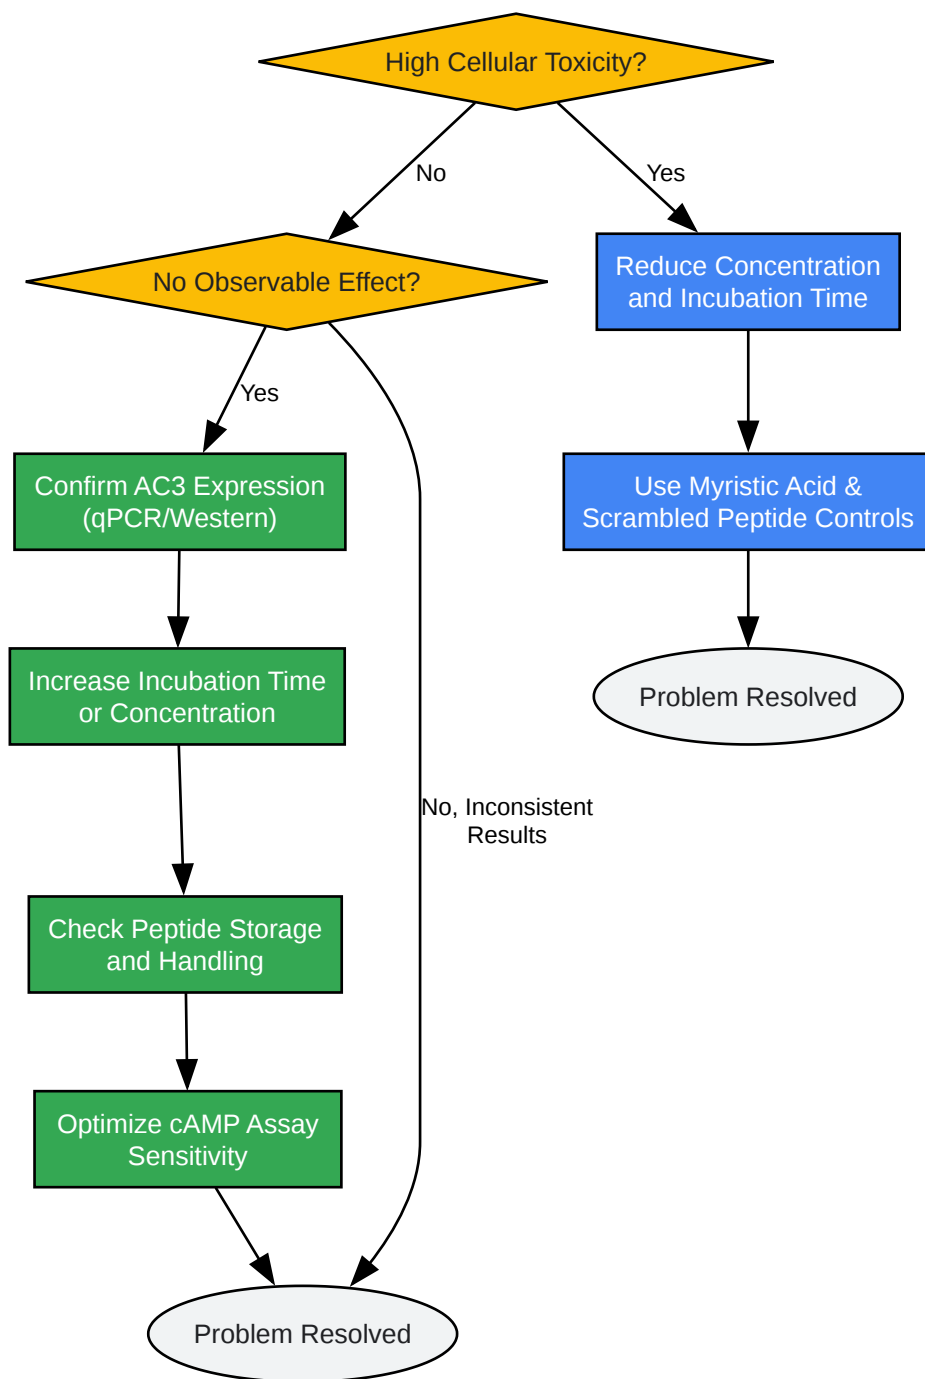 High Cellular Toxicity?
No
Yes
No Observable Effect?
Reduce Concentration
and Incubation Time
Yes
Confirm AC3 Expression
(qPCR/Western)
Use Myristic Acid &
Scrambled Peptide Controls
Increase Incubation Time
or Concentration
Problem Resolved
No, Inconsistent
Results
Check Peptide Storage
and Handling
Optimize cAMP Assay
Sensitivity
Problem Resolved